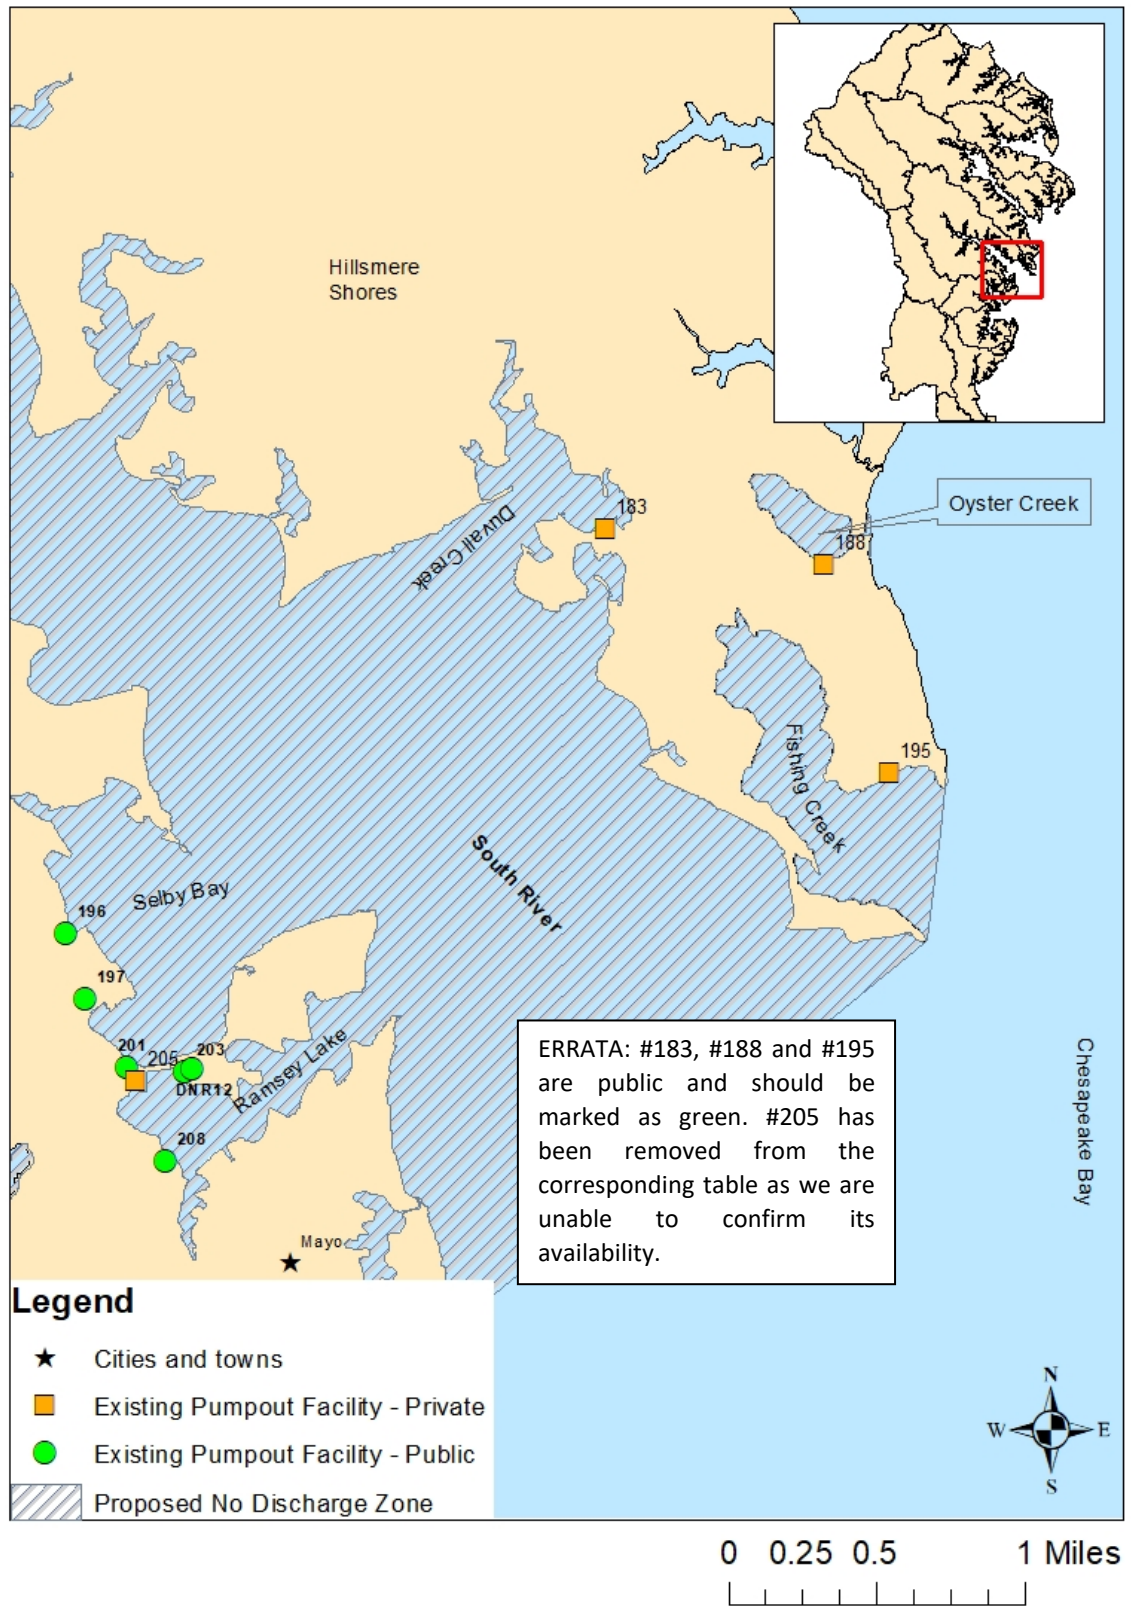 Hillsmere
Shores
Oyster Creek
183
188
Duvall Creek
Fishing Creek
195
South River
Selby Bay
196
197
201
205
203
DNR12
Ramsey Lake
208
Mayo
Chesapeake Bay
ERRATA: #183, #188 and #195
are public and should be
marked as green. #205 has
been removed from the
corresponding table as we are
unable to confirm its
availability.
Legend
Cities and towns
Existing Pumpout Facility - Private
Existing Pumpout Facility - Public
Proposed No Discharge Zone
N
W E
S
0 0.25 0.5 1 Miles